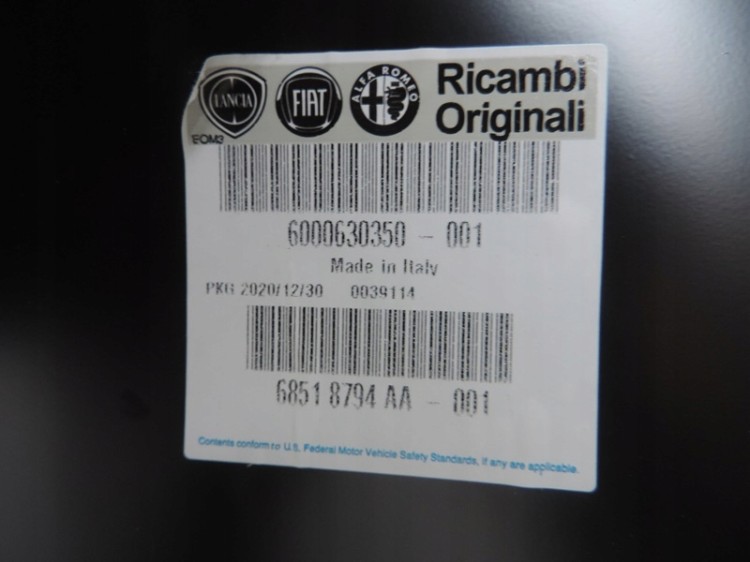 LANCIA FIAT ALFA ROMEO Ricambi
Originali
EOM3
6000630350 - 001
Made in Italy
PKG 2020/12/30 0039114
6851 8794 AA - 001
Contents conform to U.S. Federal Motor Vehicle Safety Standards, if any are applicable.